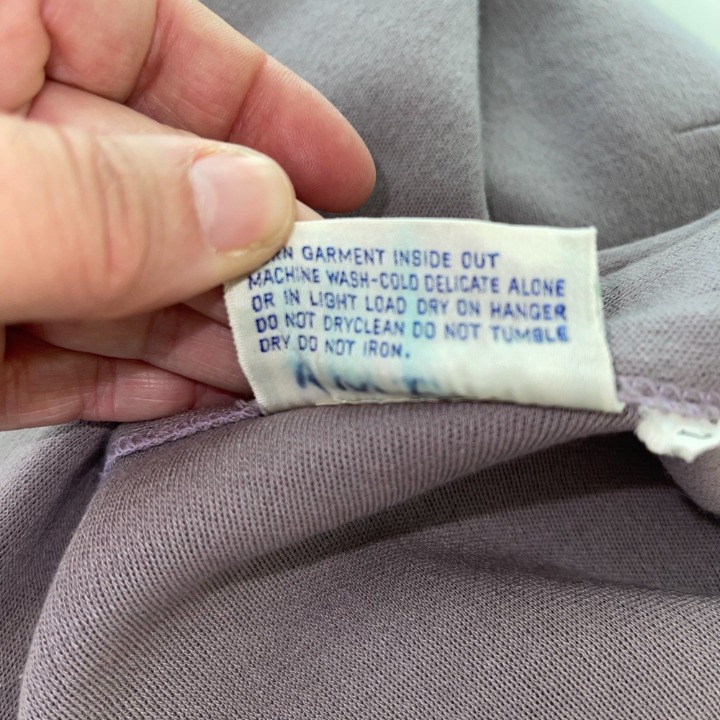 GARMENT INSIDE OUT
MACHINE WASH-COLD DELICATE ALONE
OR IN LIGHT LOAD DRY ON HANGER
DO NOT DRYCLEAN DO NOT TUMBLE
DRY DO NOT IRON.